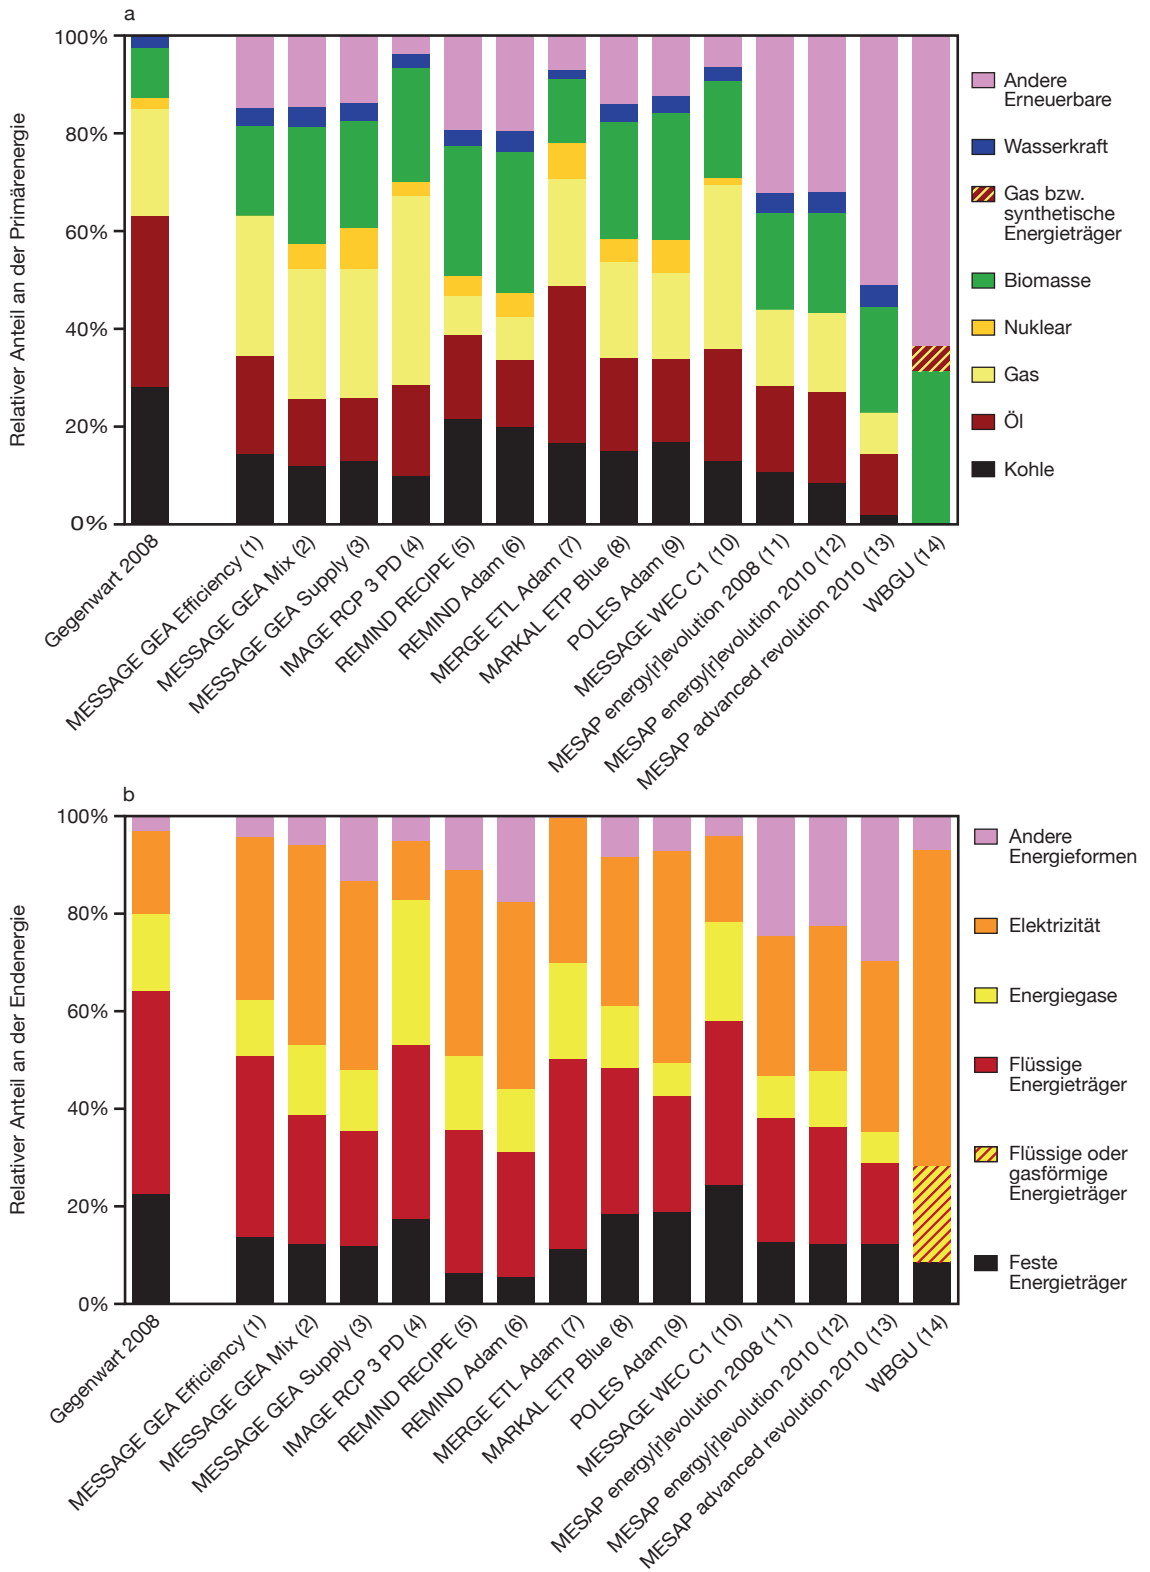 a
Relativer Anteil an der Primärenergie
100%
80%
60%
40%
20%
0%
Gegenwart 2008
MESSAGE GEA Efficiency (1)
MESSAGE GEA Mix (2)
MESSAGE GEA Supply (3)
IMAGE RCP 3 PD (4)
REMIND RECIPE (5)
REMIND Adam (6)
MERGE ETL Adam (7)
MARKAL ETP Blue (8)
POLES Adam (9)
MESSAGE WEC C1 (10)
MESAP energy[r]evolution 2008 (11)
MESAP energy[r]evolution 2010 (12)
MESAP advanced revolution 2010 (13)
WBGU (14)
Andere
Erneuerbare
Wasserkraft
Gas bzw.
synthetische
Energieträger
Biomasse
Nuklear
Gas
Öl
Kohle
b
Relativer Anteil an der Endenergie
100%
80%
60%
40%
20%
0%
Gegenwart 2008
MESSAGE GEA Efficiency (1)
MESSAGE GEA Mix (2)
MESSAGE GEA Supply (3)
IMAGE RCP 3 PD (4)
REMIND RECIPE (5)
REMIND Adam (6)
MERGE ETL Adam (7)
MARKAL ETP Blue (8)
POLES Adam (9)
MESSAGE WEC C1 (10)
MESAP energy[r]evolution 2008 (11)
MESAP energy[r]evolution 2010 (12)
MESAP advanced revolution 2010 (13)
WBGU (14)
Andere
Energieformen
Elektrizität
Energiegase
Flüssige
Energieträger
Flüssige oder
gasförmige
Energieträger
Feste
Energieträger